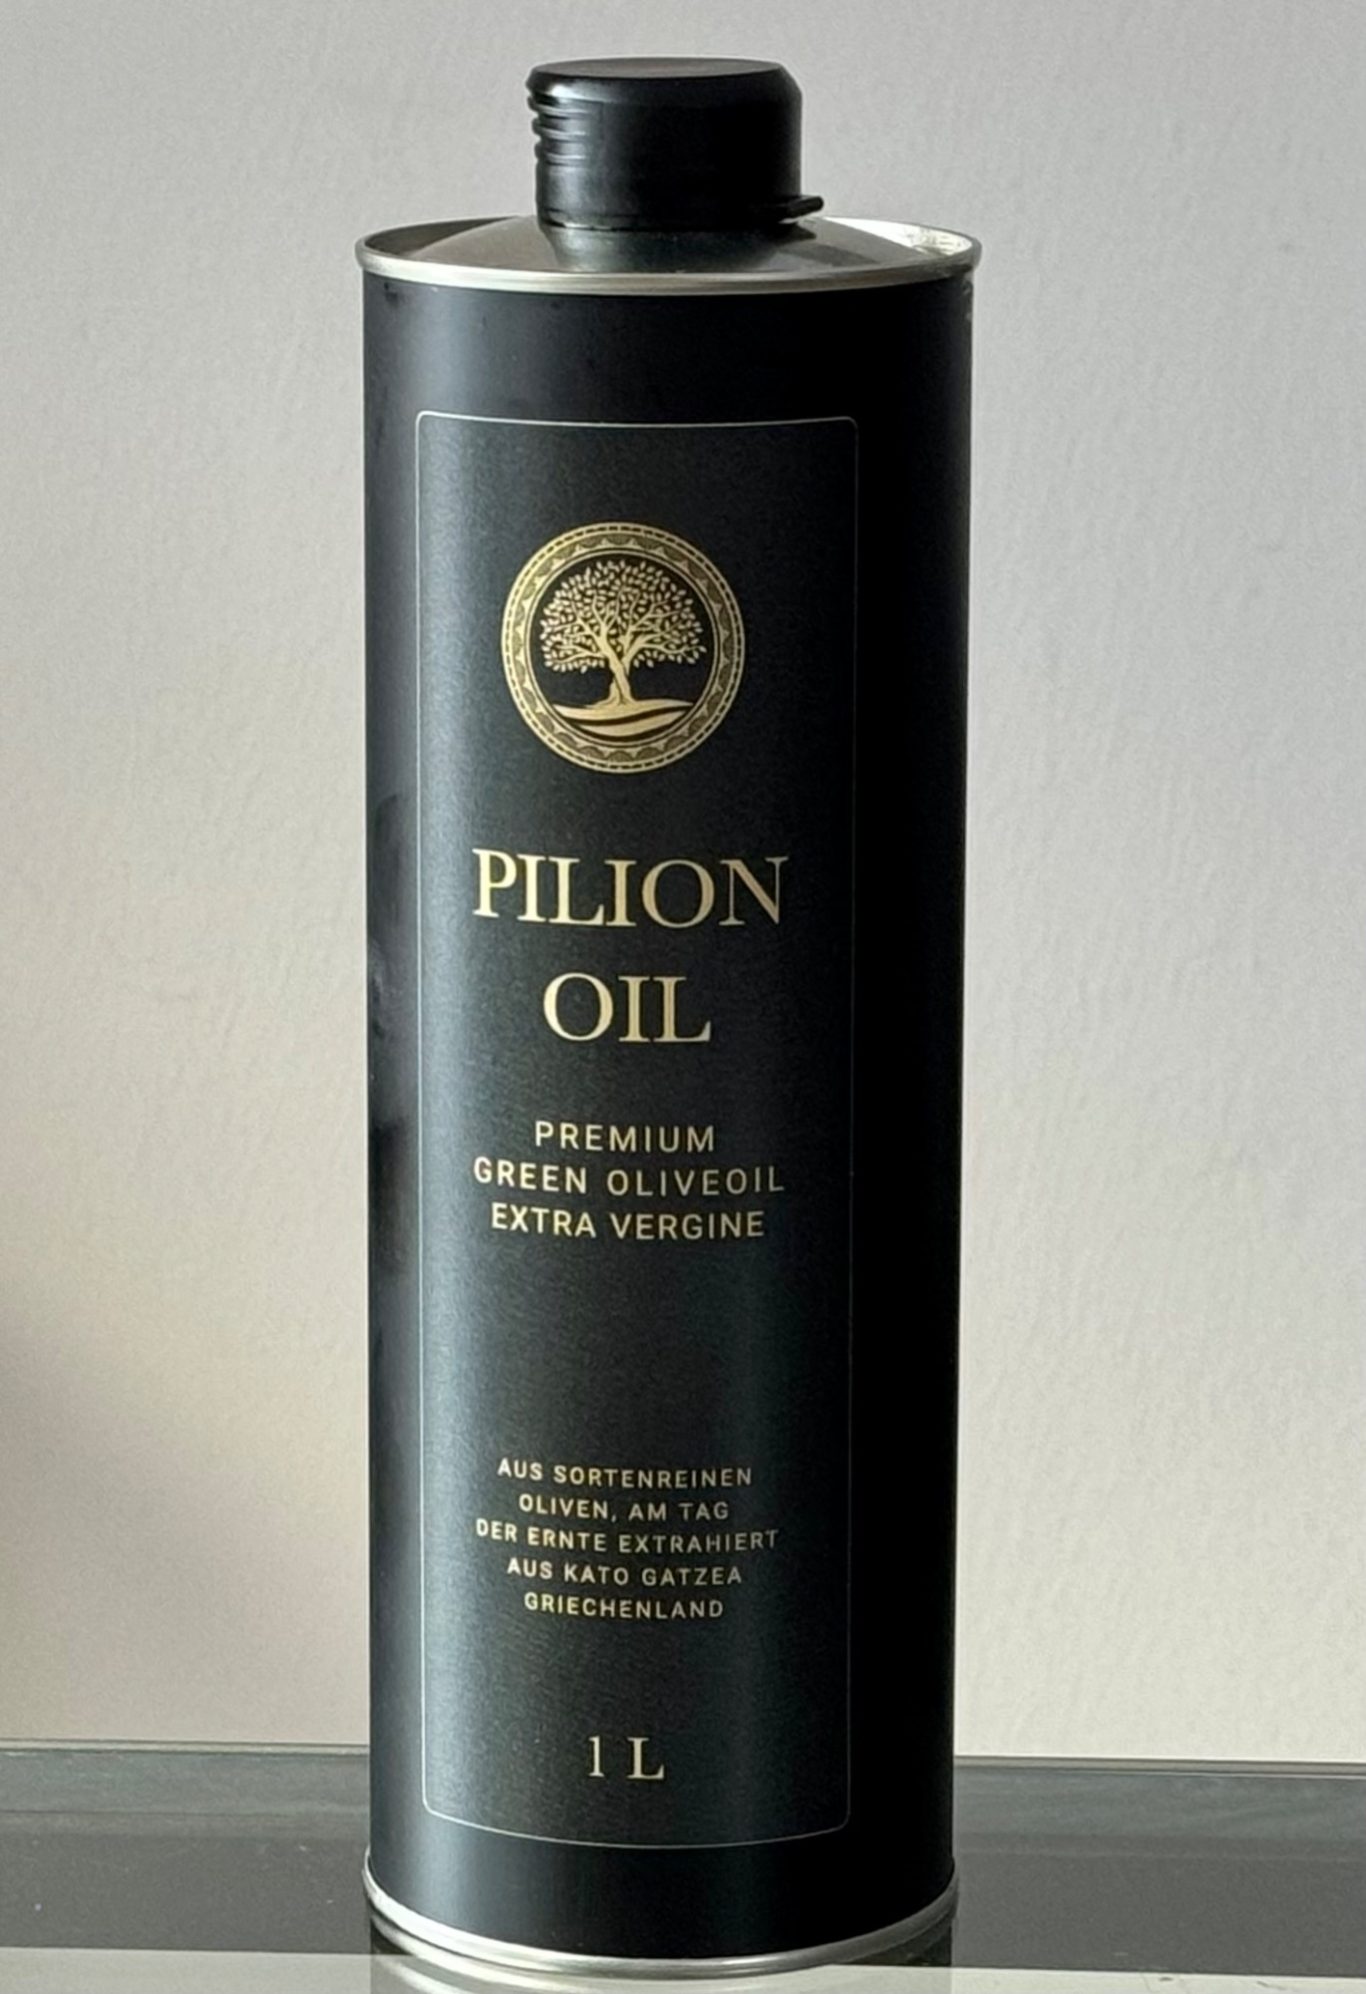 PILION
OIL
PREMIUM
GREEN OLIVEOIL
EXTRA VERGINE
AUS SORTENREINEN
OLIVEN, AM TAG
DER ERNTE EXTRAHIERT
AUS KATO GATZEA
GRIECHENLAND
1 L